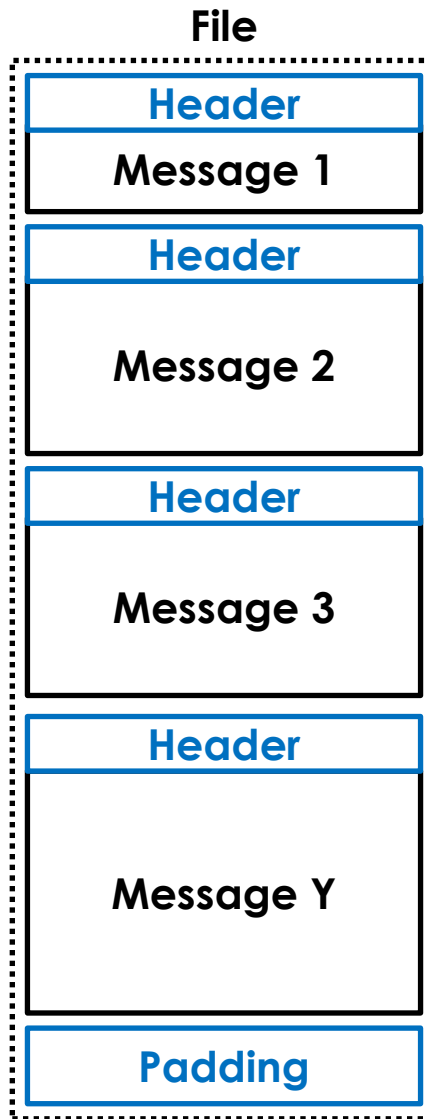 File
Header
Message 1
Header
Message 2
Header
Message 3
Header
Message Y
Padding